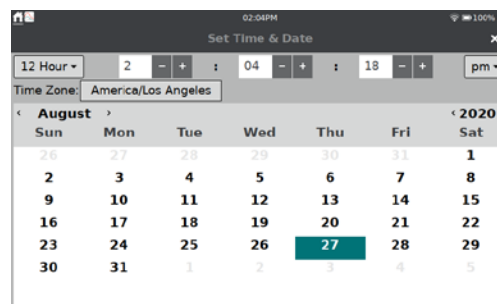 02:04PM 100%
Set Time & Date ×
12 Hour 2 - + : 04 - + : 18 - + pm
Time Zone: America/Los Angeles
‹ August › ‹ 2020
Sun Mon Tue Wed Thu Fri Sat
26 27 28 29 30 31 1
2 3 4 5 6 7 8
9 10 11 12 13 14 15
16 17 18 19 20 21 22
23 24 25 26 27 28 29
30 31 1 2 3 4 5